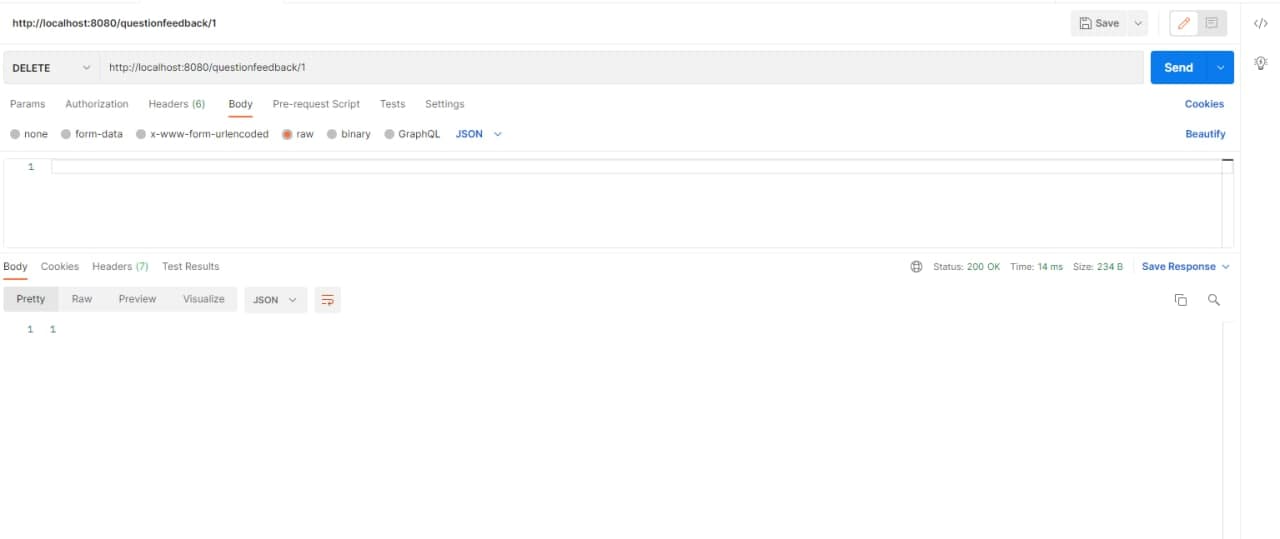 http://localhost:8080/questionfeedback/1
Save
DELETE http://localhost:8080/questionfeedback/1 Send
Params Authorization Headers (6) Body Pre-request Script Tests Settings Cookies
none form-data x-www-form-urlencoded raw binary GraphQL JSON Beautify
1
Body Cookies Headers (7) Test Results Status: 200 OK Time: 14 ms Size: 234 B Save Response
Pretty Raw Preview Visualize JSON
1 1